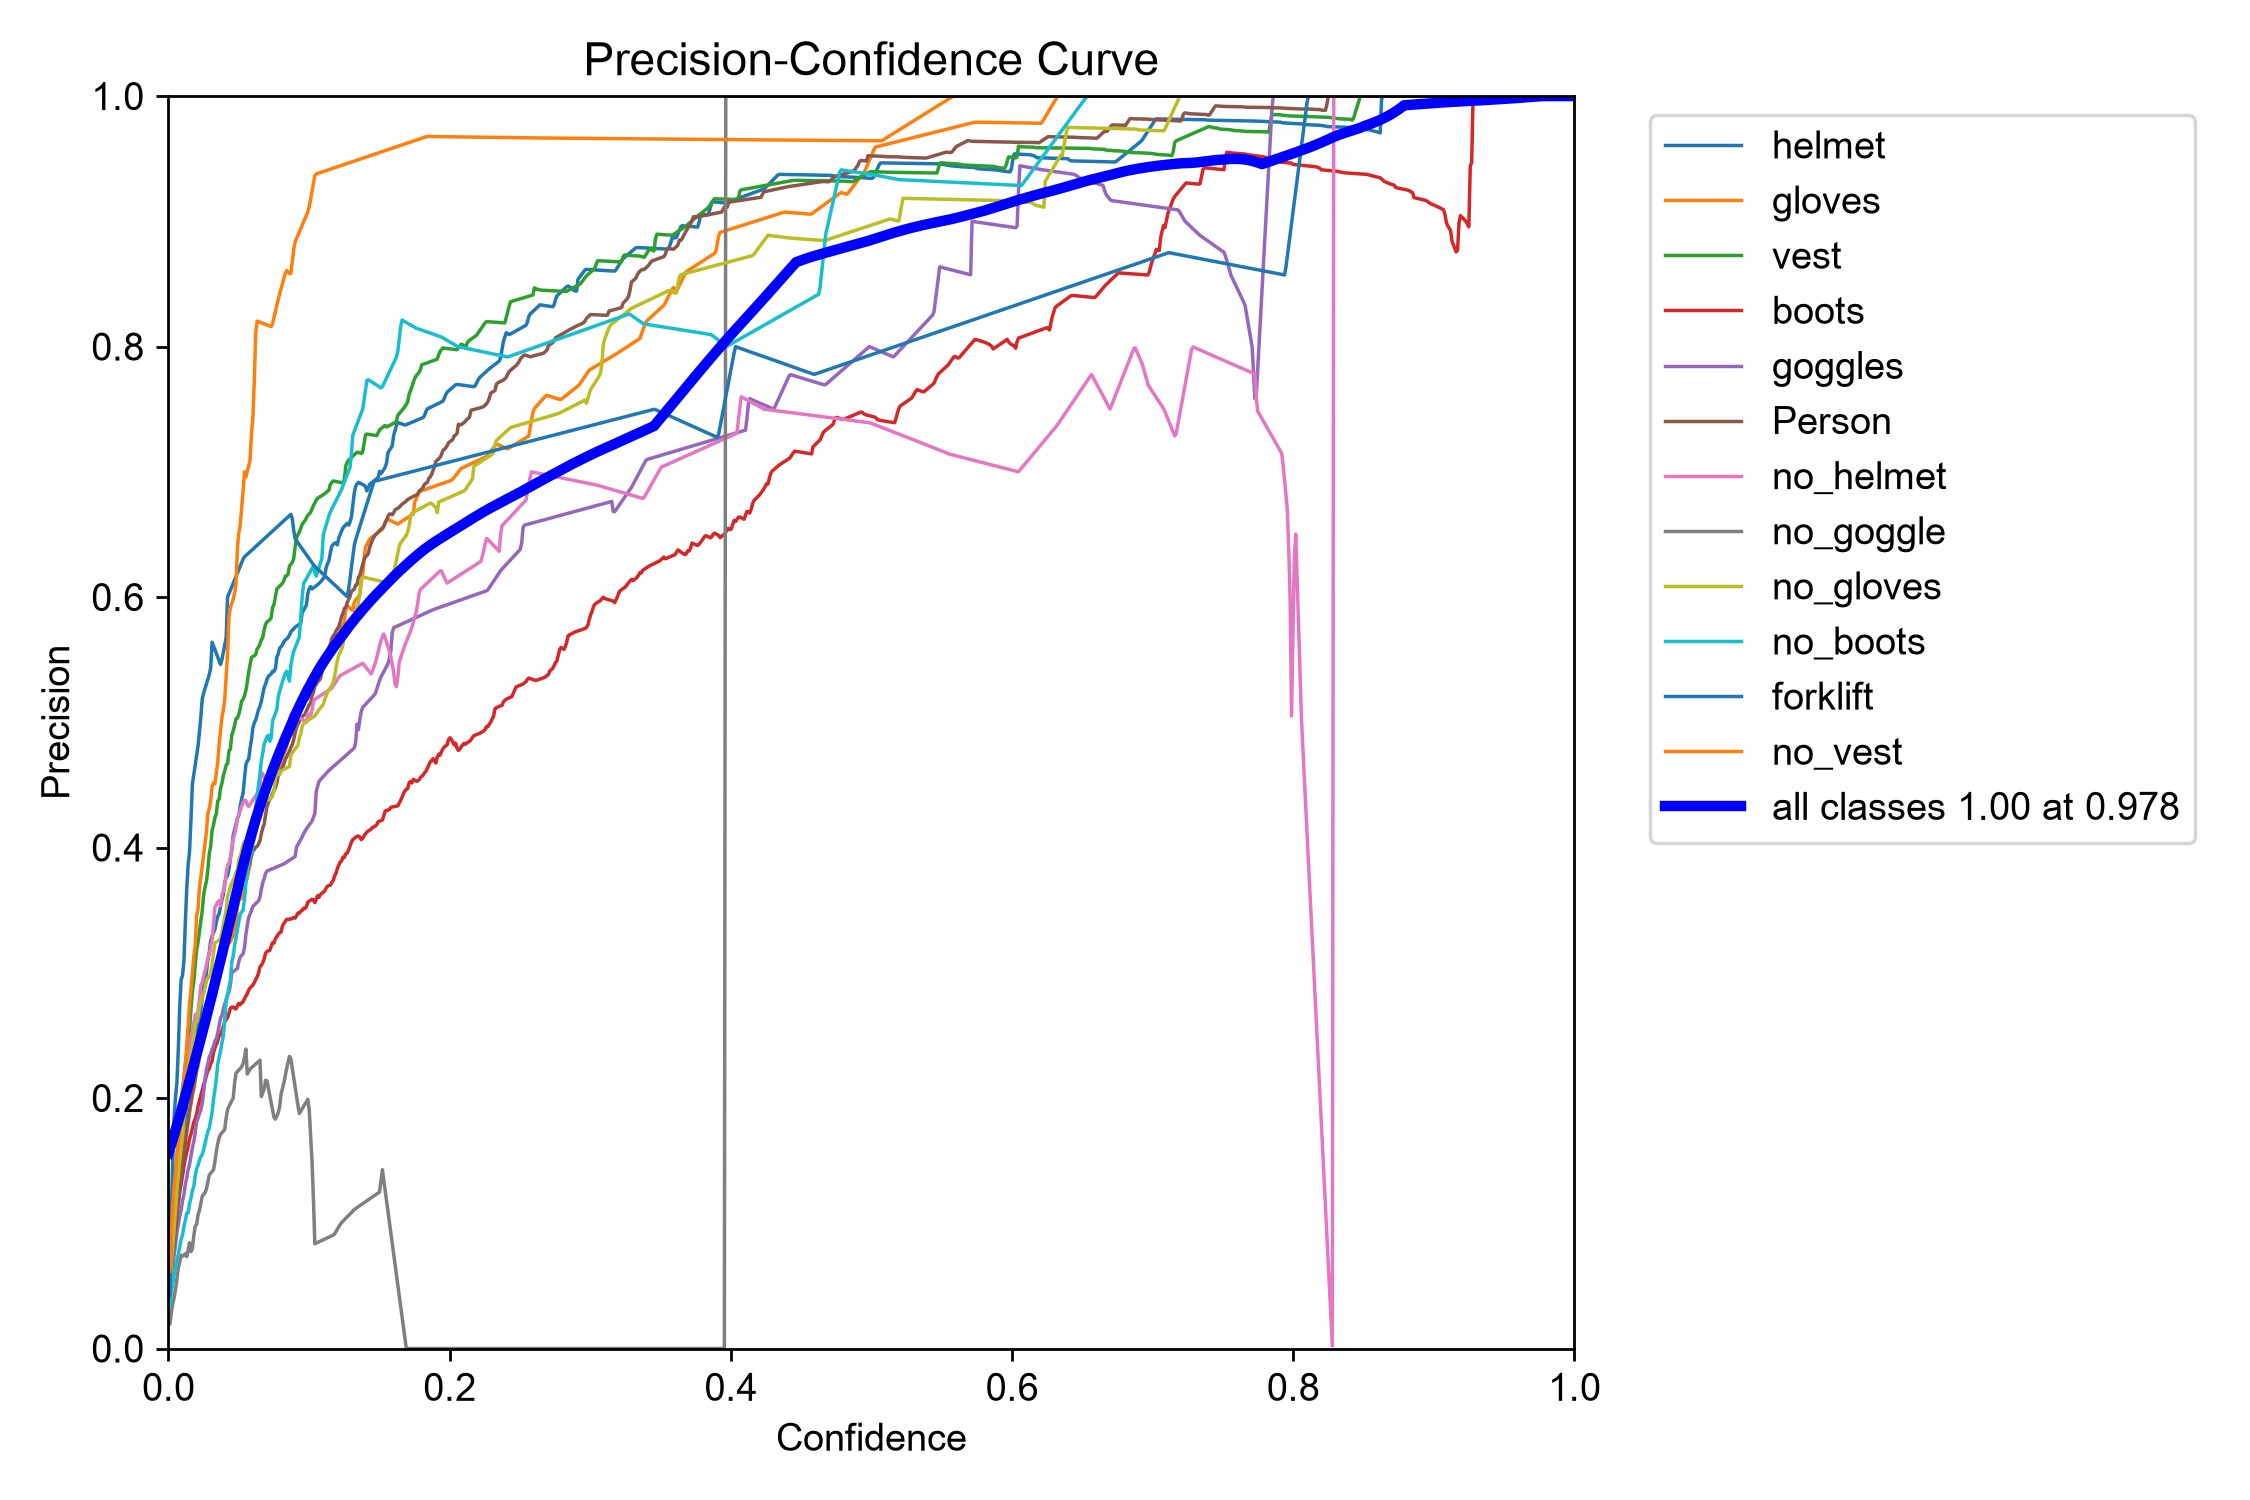 Precision-Confidence Curve
1.0
0.8
0.6
0.4
0.2
0.0
Precision
0.0 0.2 0.4 0.6 0.8 1.0
Confidence
helmet
gloves
vest
boots
goggles
Person
no_helmet
no_goggle
no_gloves
no_boots
forklift
no_vest
all classes 1.00 at 0.978